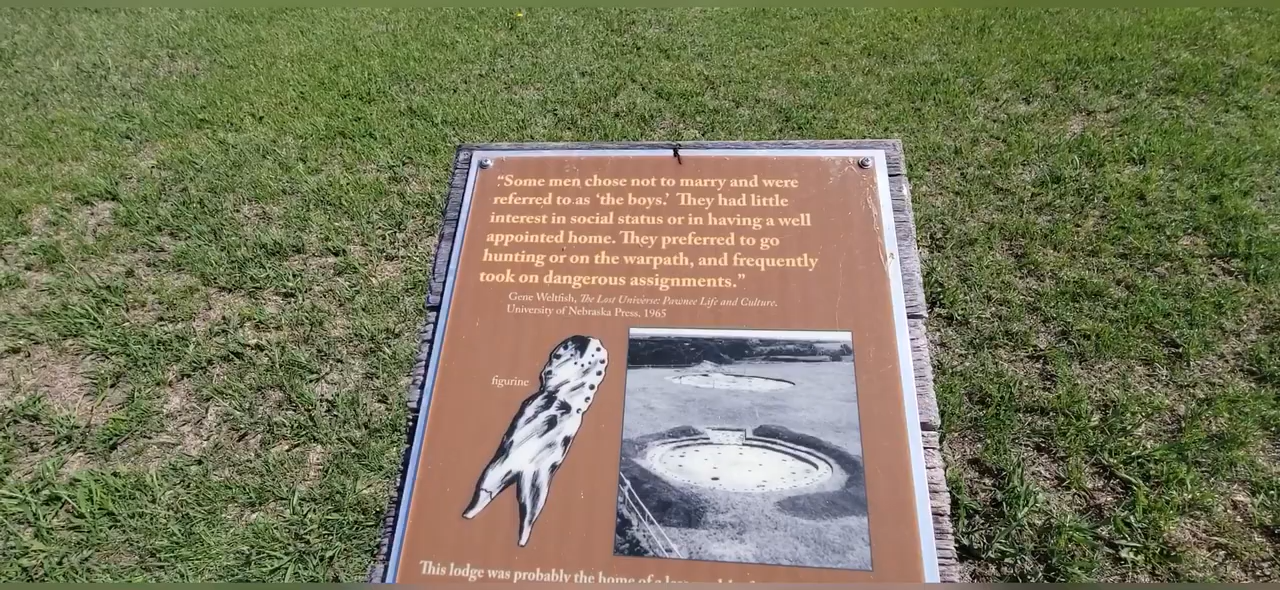 “Some men chose not to marry and were
referred to as ‘the boys.’ They had little
interest in social status or in having a well
appointed home. They preferred to go
hunting or on the warpath, and frequently
took on dangerous assignments.”
Gene Weltfish, The Lost Universe: Pawnee Life and Culture.
University of Nebraska Press, 1965
figurine
This lodge was probably the home of a